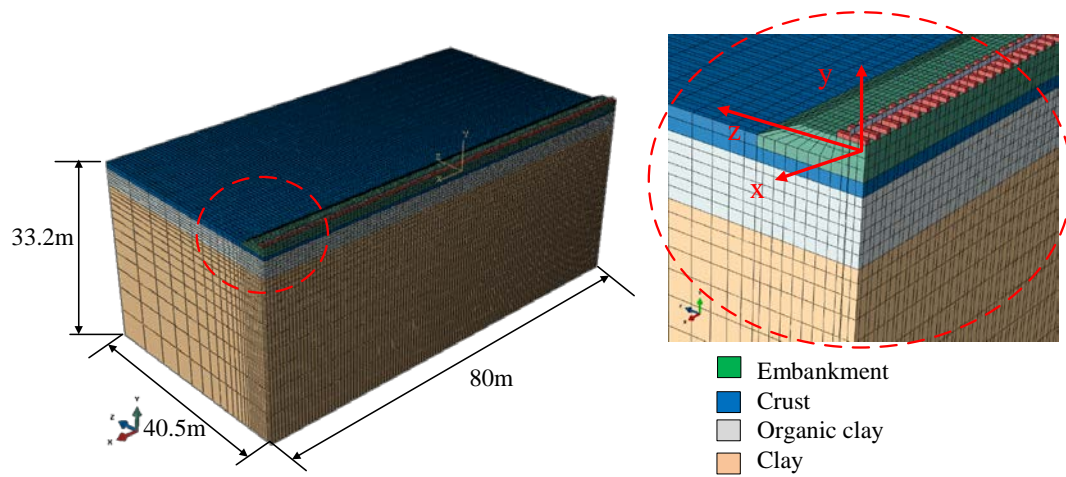 33.2m
40.5m
80m
Y
Z
X
Y
Z
X
y
z
x
Embankment
Crust
Organic clay
Clay